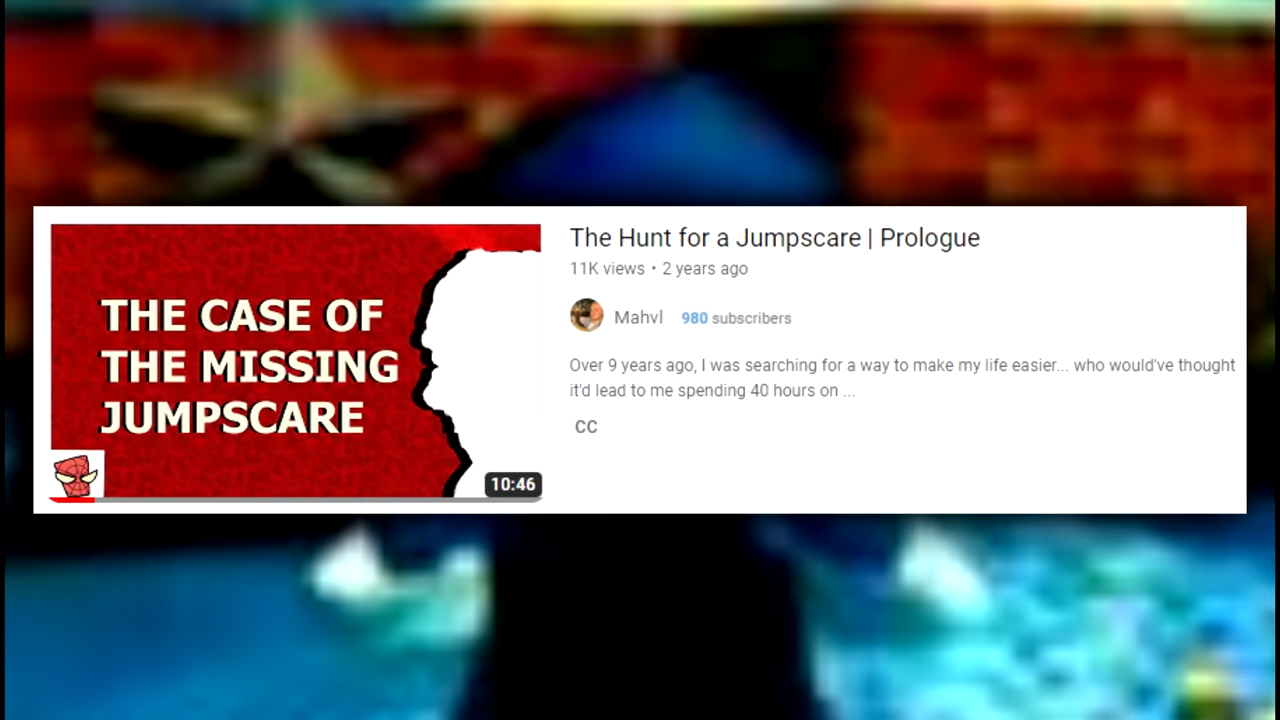 THE CASE OF
THE MISSING
JUMPSCARE
10:46
The Hunt for a Jumpscare | Prologue
11K views • 2 years ago
Mahvl 980 subscribers
Over 9 years ago, I was searching for a way to make my life easier... who would've thought
it'd lead to me spending 40 hours on ...
CC